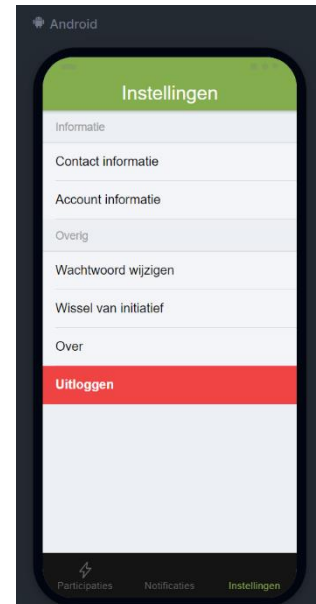 Android
Instellingen
Informatie
Contact informatie
Account informatie
Overig
Wachtwoord wijzigen
Wissel van initiatief
Over
Uitloggen
Participaties Notificaties Instellingen